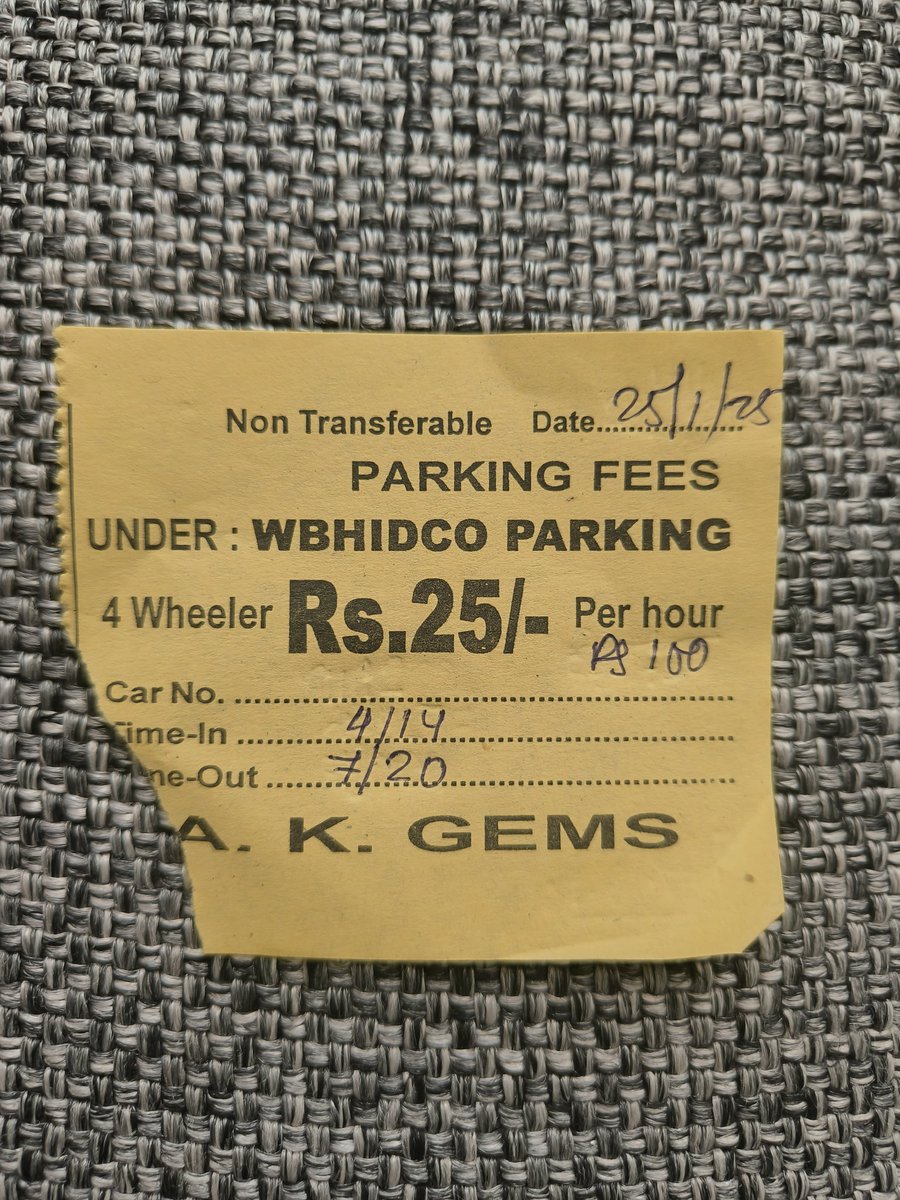 Non Transferable Date......25/1/25
PARKING FEES
UNDER : WBHIDCO PARKING
4 Wheeler Rs.25/- Per hour
Rs 100
Car No. ................................
Time-In ........4/14................
me-Out ........7/20................
A. K. GEMS